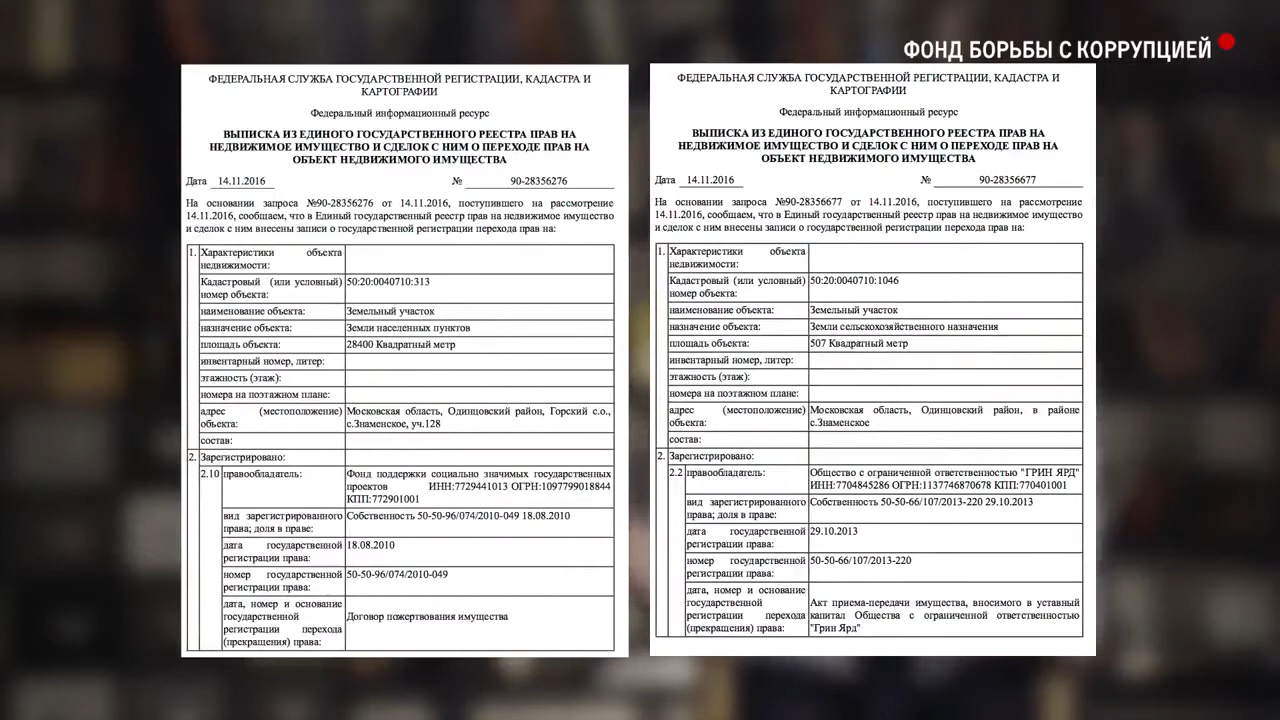 ФОНД БОРЬБЫ С КОРРУПЦИЕЙ
ФЕДЕРАЛЬНАЯ СЛУЖБА ГОСУДАРСТВЕННОЙ РЕГИСТРАЦИИ, КАДАСТРА И
КАРТОГРАФИИ
Федеральный информационный ресурс
ВЫПИСКА ИЗ ЕДИНОГО ГОСУДАРСТВЕННОГО РЕЕСТРА ПРАВ НА
НЕДВИЖИМОЕ ИМУЩЕСТВО И СДЕЛОК С НИМ О ПЕРЕХОДЕ ПРАВ НА
ОБЪЕКТ НЕДВИЖИМОГО ИМУЩЕСТВА
Дата 14.11.2016 № 90-28356276
На основании запроса №90-28356276 от 14.11.2016, поступившего на рассмотрение
14.11.2016, сообщаем, что в Единый государственный реестр прав на недвижимое имущество
и сделок с ним внесены записи о государственной регистрации перехода прав на:
1. Характеристики объекта
недвижимости:
Кадастровый (или условный) 50:20:0040710:313
номер объекта:
наименование объекта: Земельный участок
назначение объекта: Земли населенных пунктов
площадь объекта: 28400 Квадратный метр
инвентарный номер, литер:
этажность (этаж):
номера на поэтажном плане:
адрес (местоположение) Московская область, Одинцовский район, Горский с.о.,
объекта: с.Знаменское, уч.128
состав:
2. Зарегистрировано:
2.10 правообладатель: Фонд поддержки социально значимых государственных
проектов ИНН:7729441013 ОГРН:1097799018844
КПП:772901001
вид зарегистрированного Собственность 50-50-96/074/2010-049 18.08.2010
права; доля в праве:
дата государственной 18.08.2010
регистрации права:
номер государственной 50-50-96/074/2010-049
регистрации права:
дата, номер и основание
государственной Договор пожертвования имущества
регистрации перехода
(прекращения) права:
ФЕДЕРАЛЬНАЯ СЛУЖБА ГОСУДАРСТВЕННОЙ РЕГИСТРАЦИИ, КАДАСТРА И
КАРТОГРАФИИ
Федеральный информационный ресурс
ВЫПИСКА ИЗ ЕДИНОГО ГОСУДАРСТВЕННОГО РЕЕСТРА ПРАВ НА
НЕДВИЖИМОЕ ИМУЩЕСТВО И СДЕЛОК С НИМ О ПЕРЕХОДЕ ПРАВ НА
ОБЪЕКТ НЕДВИЖИМОГО ИМУЩЕСТВА
Дата 14.11.2016 № 90-28356677
На основании запроса №90-28356677 от 14.11.2016, поступившего на рассмотрение
14.11.2016, сообщаем, что в Единый государственный реестр прав на недвижимое имущество
и сделок с ним внесены записи о государственной регистрации перехода прав на:
1. Характеристики объекта
недвижимости:
Кадастровый (или условный) 50:20:0040710:1046
номер объекта:
наименование объекта: Земельный участок
назначение объекта: Земли сельскохозяйственного назначения
площадь объекта: 507 Квадратный метр
инвентарный номер, литер:
этажность (этаж):
номера на поэтажном плане:
адрес (местоположение) Московская область, Одинцовский район, в районе
объекта: с.Знаменское
состав:
2. Зарегистрировано:
2.2 правообладатель: Общество с ограниченной ответственностью "ГРИН ЯРД"
ИНН:7704845286 ОГРН:1137746870678 КПП:770401001
вид зарегистрированного Собственность 50-50-66/107/2013-220 29.10.2013
права; доля в праве:
дата государственной 29.10.2013
регистрации права:
номер государственной 50-50-66/107/2013-220
регистрации права:
дата, номер и основание
государственной Акт приема-передачи имущества, вносимого в уставный
регистрации перехода капитал Общества с ограниченной ответственностью
(прекращения) права: "Грин Ярд"